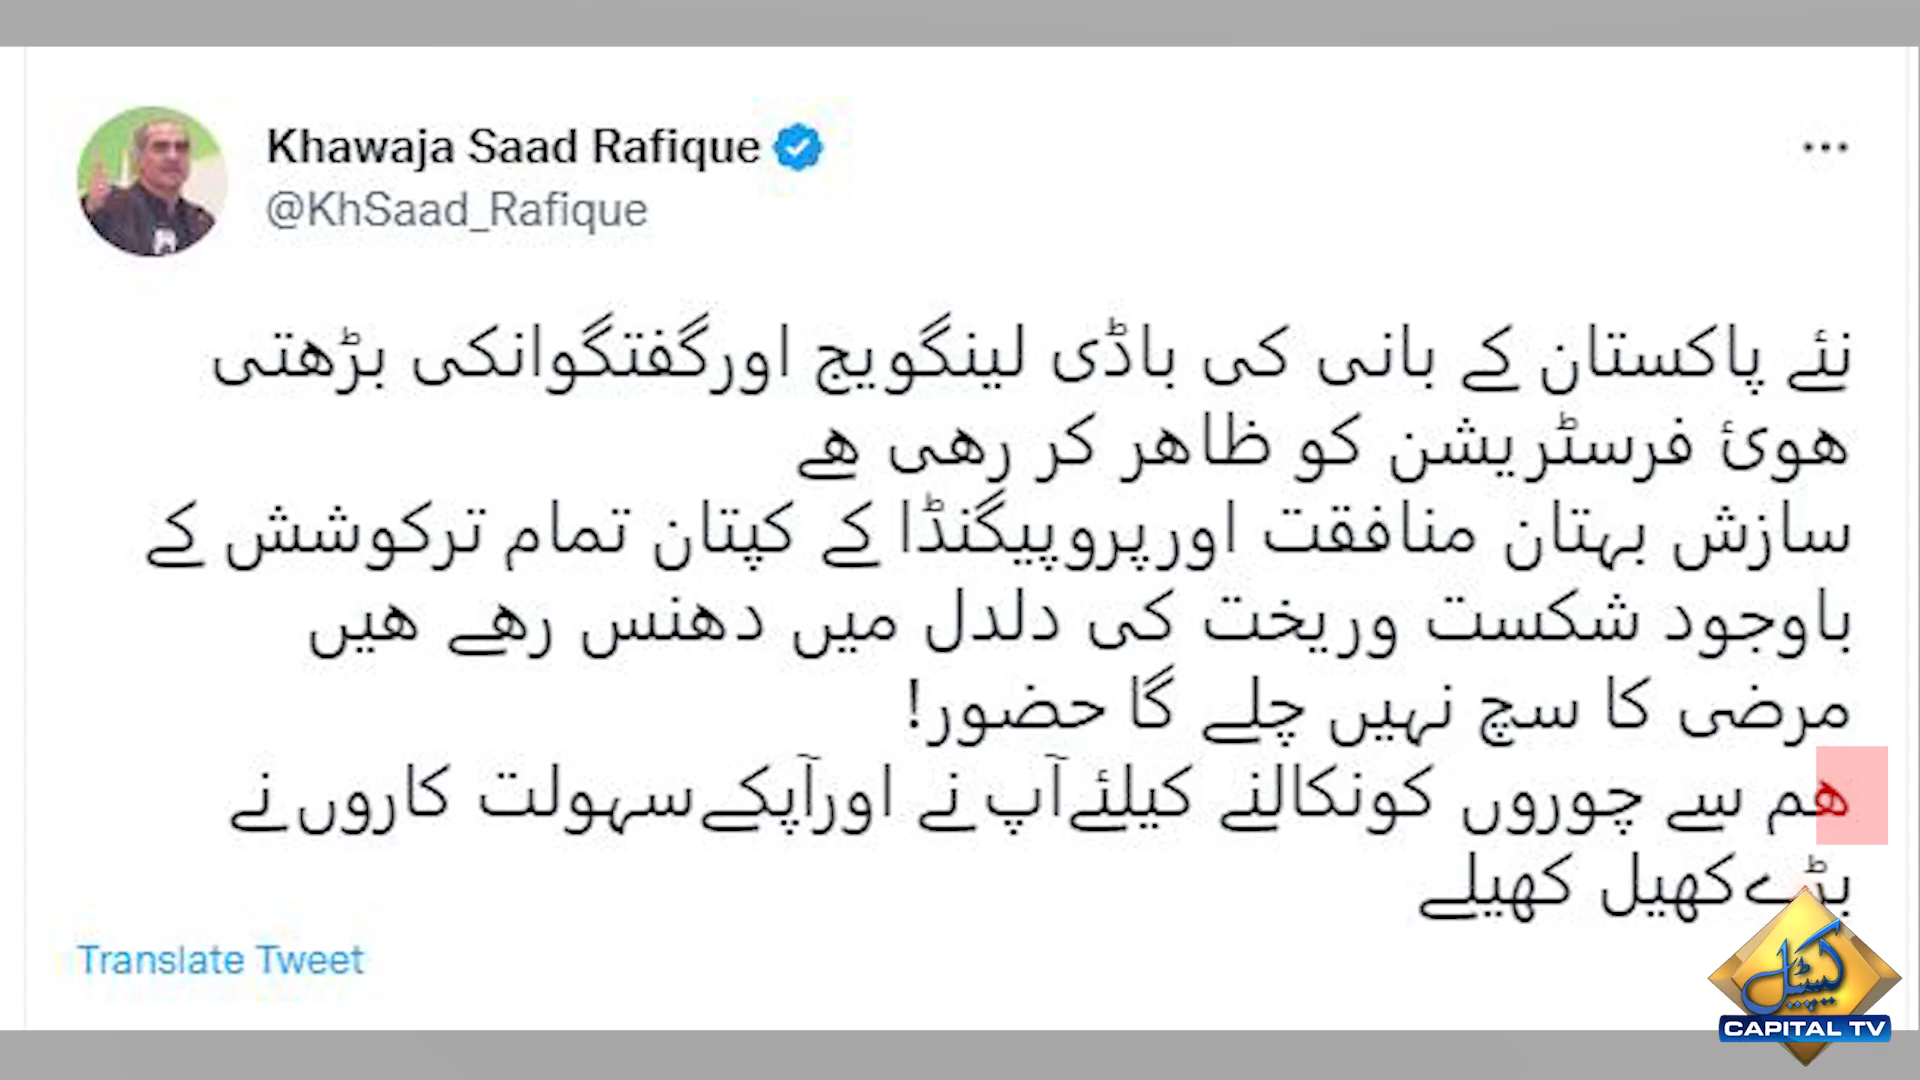 Khawaja Saad Rafique
@KhSaad_Rafique
نئے پاکستان کے بانی کی باڈی لینگویج اورگفتگوانکی بڑھتی
ھوئ فرسٹریشن کو ظاھر کر رھی ھے
سازش بہتان منافقت اورپروپیگنڈا کے کپتان تمام ترکوشش کے
باوجود شکست وریخت کی دلدل میں دھنس رھے ھیں
مرضی کا سچ نہیں چلے گا حضور!
ھم سے چوروں کونکالنے کیلئےآپ نے اورآپکےسہولت کاروں نے
بڑےکھیل کھیلے
Translate Tweet
کیپیٹل
CAPITAL TV